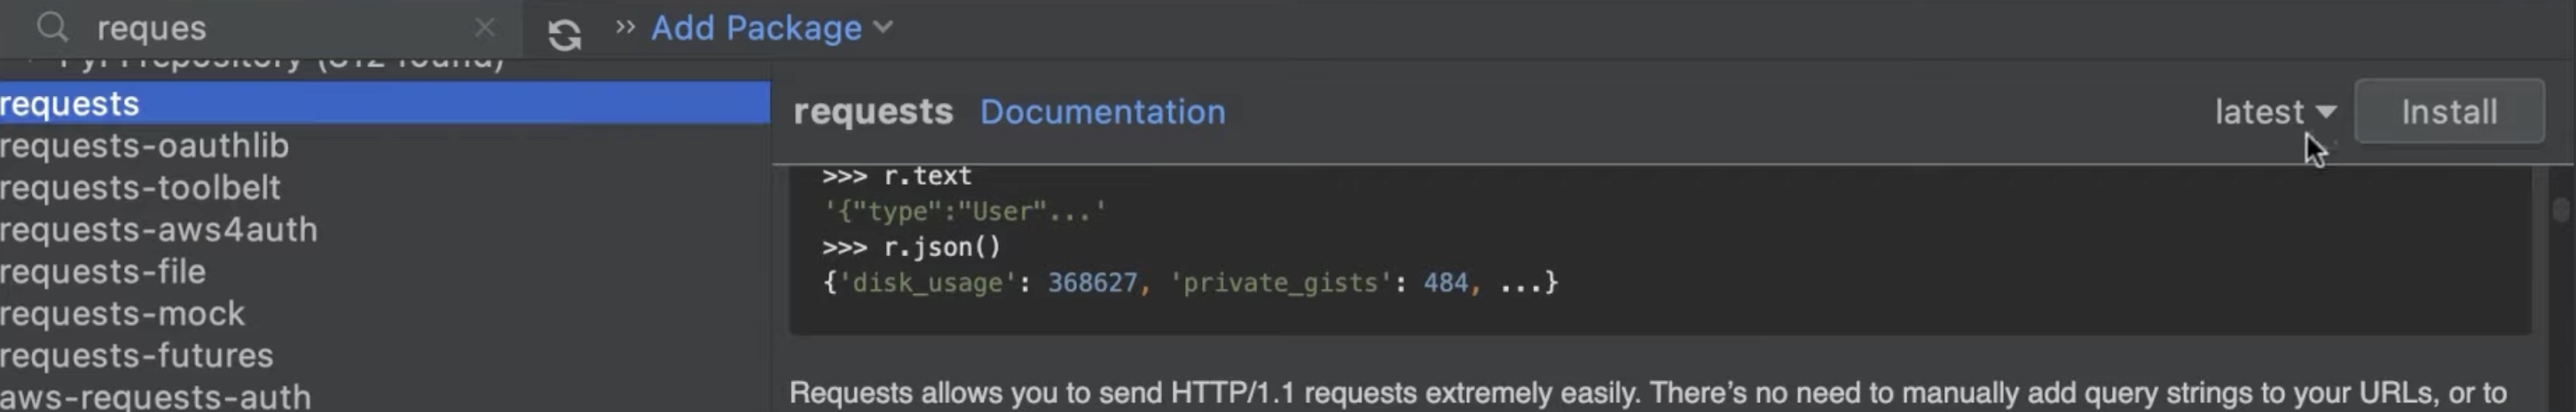 reques
>> Add Package
requests
requests-oauthlib
requests-toolbelt
requests-aws4auth
requests-file
requests-mock
requests-futures
aws-requests-auth
requests Documentation
latest Install
>>> r.text
'{"type":"User"...'
>>> r.json()
{'disk_usage': 368627, 'private_gists': 484, ...}
Requests allows you to send HTTP/1.1 requests extremely easily. There’s no need to manually add query strings to your URLs, or to